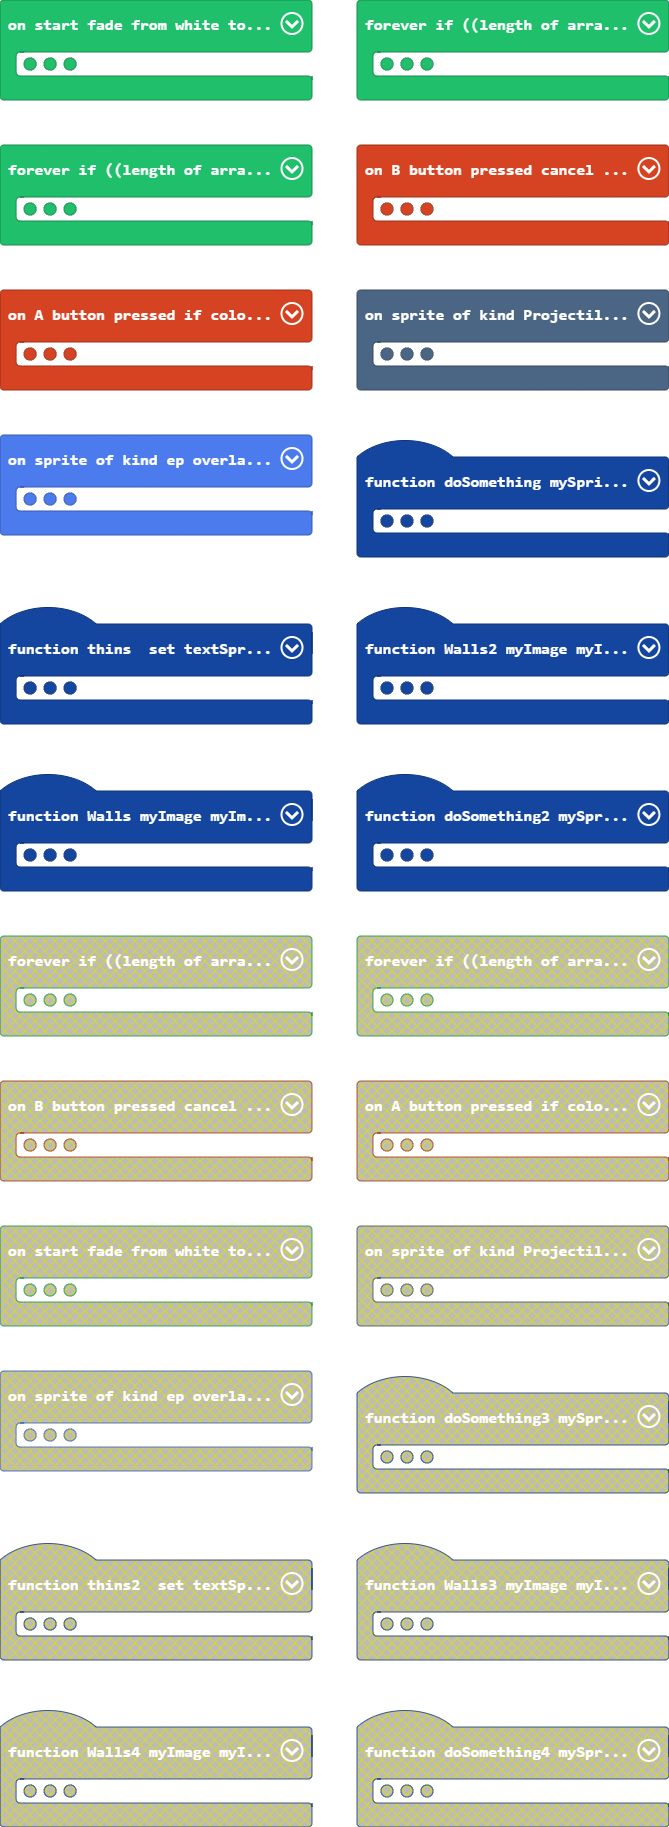 on start fade from white to...
forever if ((length of arra...
forever if ((length of arra...
on B button pressed cancel ...
on A button pressed if colo...
on sprite of kind Projectil...
on sprite of kind ep overla...
function doSomething mySpri...
function thins  set textSpr...
function Walls2 myImage myI...
function Walls myImage myIm...
function doSomething2 mySpr...
forever if ((length of arra...
forever if ((length of arra...
on B button pressed cancel ...
on A button pressed if colo...
on start fade from white to...
on sprite of kind Projectil...
on sprite of kind ep overla...
function doSomething3 mySpr...
function thins2  set textSp...
function Walls3 myImage myI...
function Walls4 myImage myI...
function doSomething4 mySpr...